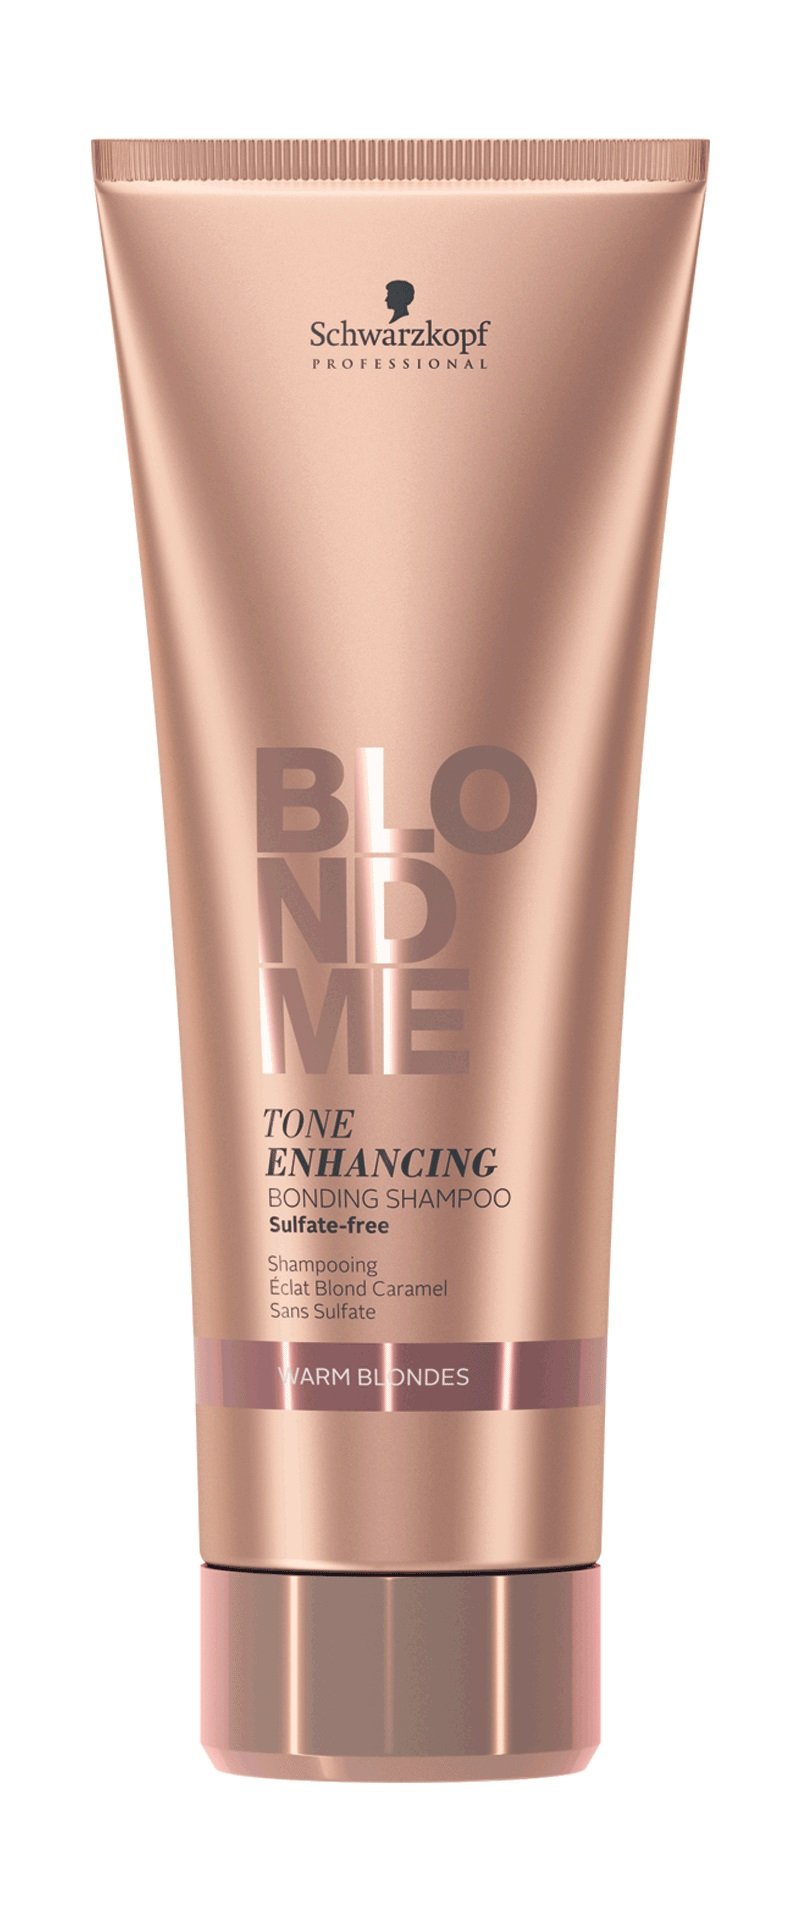 Schwarzkopf
PROFESSIONAL
BLO
ND
ME
TONE
ENHANCING
BONDING SHAMPOO
Sulfate-free
Shampooing
Éclat Blond Caramel
Sans Sulfate
WARM BLONDES